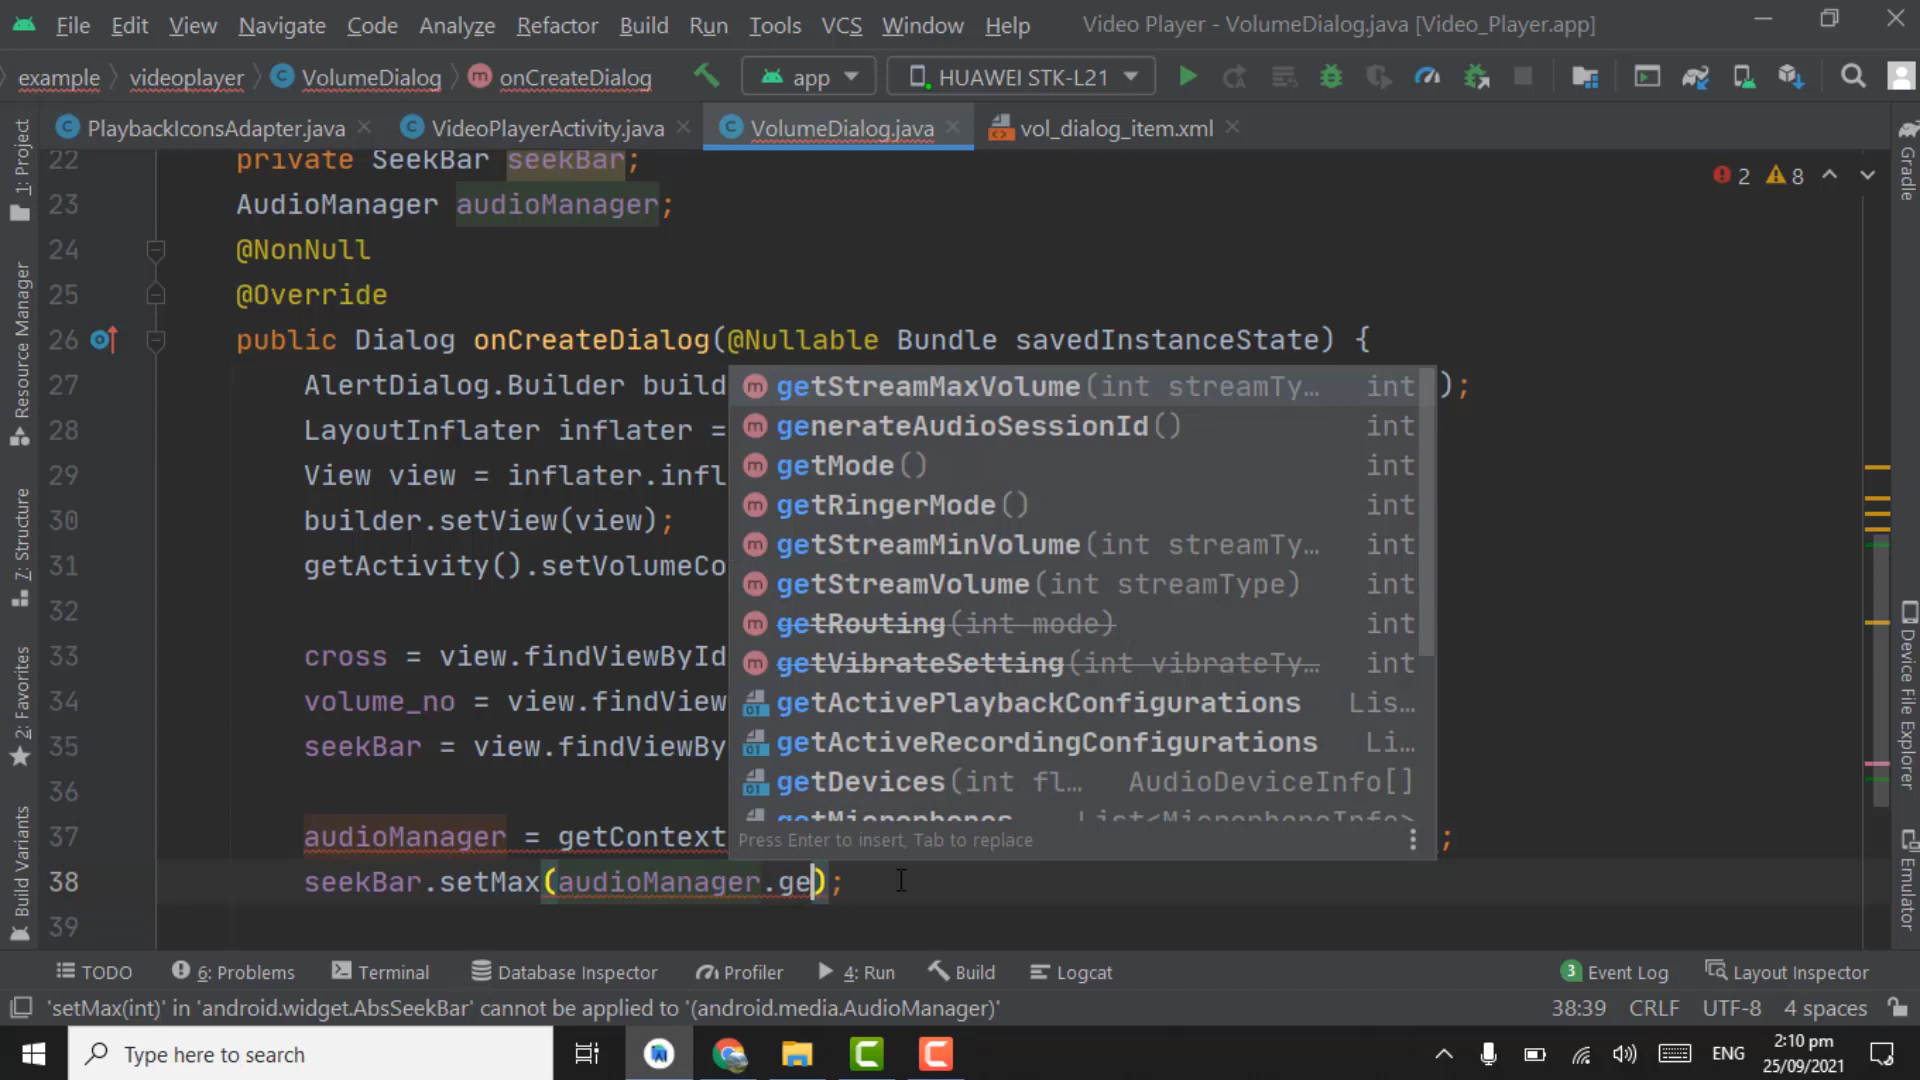 File Edit View Navigate Code Analyze Refactor Build Run Tools VCS Window Help Video Player - VolumeDialog.java [Video_Player.app]
example videoplayer VolumeDialog onCreateDialog app HUAWEI STK-L21
PlaybackIconsAdapter.java VideoPlayerActivity.java VolumeDialog.java vol_dialog_item.xml
1: Project
Resource Manager
7: Structure
2: Favorites
Build Variants
22 private SeekBar seekBar;
2 8
23 AudioManager audioManager;
24 @NonNull
25 @Override
26 public Dialog onCreateDialog(@Nullable Bundle savedInstanceState) {
27 AlertDialog.Builder build );
28 LayoutInflater inflater =
29 View view = inflater.infl
30 builder.setView(view);
31 getActivity().setVolumeCo
32
33 cross = view.findViewById
34 volume_no = view.findView
35 seekBar = view.findViewBy
36
37 audioManager = getContext ;
38 seekBar.setMax(audioManager.ge);
39
getStreamMaxVolume(int streamTy… int
generateAudioSessionId() int
getMode() int
getRingerMode() int
getStreamMinVolume(int streamTy… int
getStreamVolume(int streamType) int
getRouting(int mode) int
getVibrateSetting(int vibrateTy… int
getActivePlaybackConfigurations Lis…
getActiveRecordingConfigurations Li…
getDevices(int fl… AudioDeviceInfo[]
getMicrophones List<MicrophoneInfo>
Press Enter to insert, Tab to replace
Gradle
Device File Explorer
Emulator
TODO 6: Problems Terminal Database Inspector Profiler 4: Run Build Logcat 3 Event Log Layout Inspector
'setMax(int)' in 'android.widget.AbsSeekBar' cannot be applied to '(android.media.AudioManager)' 38:39 CRLF UTF-8 4 spaces
Type here to search ENG 2:10 pm
25/09/2021